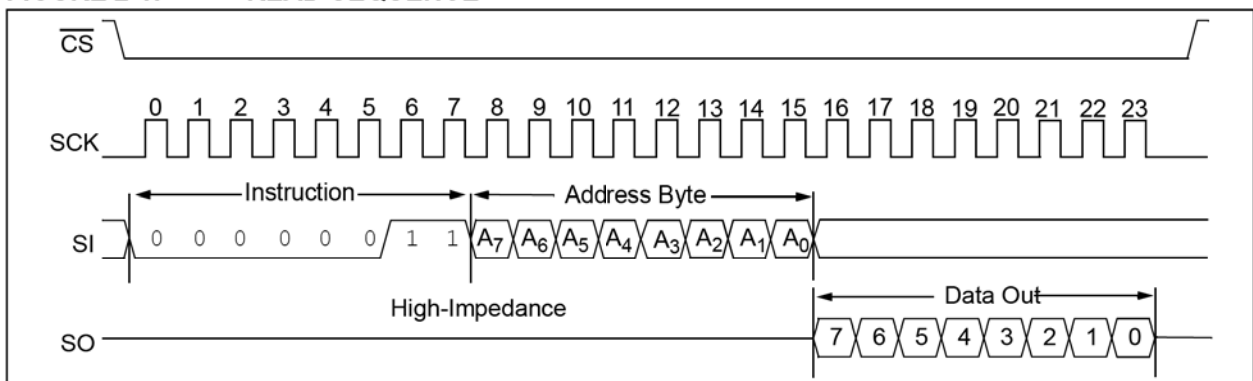 CS
0 1 2 3 4 5 6 7 8 9 10 11 12 13 14 15 16 17 18 19 20 21 22 23
SCK
Instruction Address Byte
SI 0 0 0 0 0 0 1 1 A7 A6 A5 A4 A3 A2 A1 A0
High-Impedance Data Out
SO 7 6 5 4 3 2 1 0